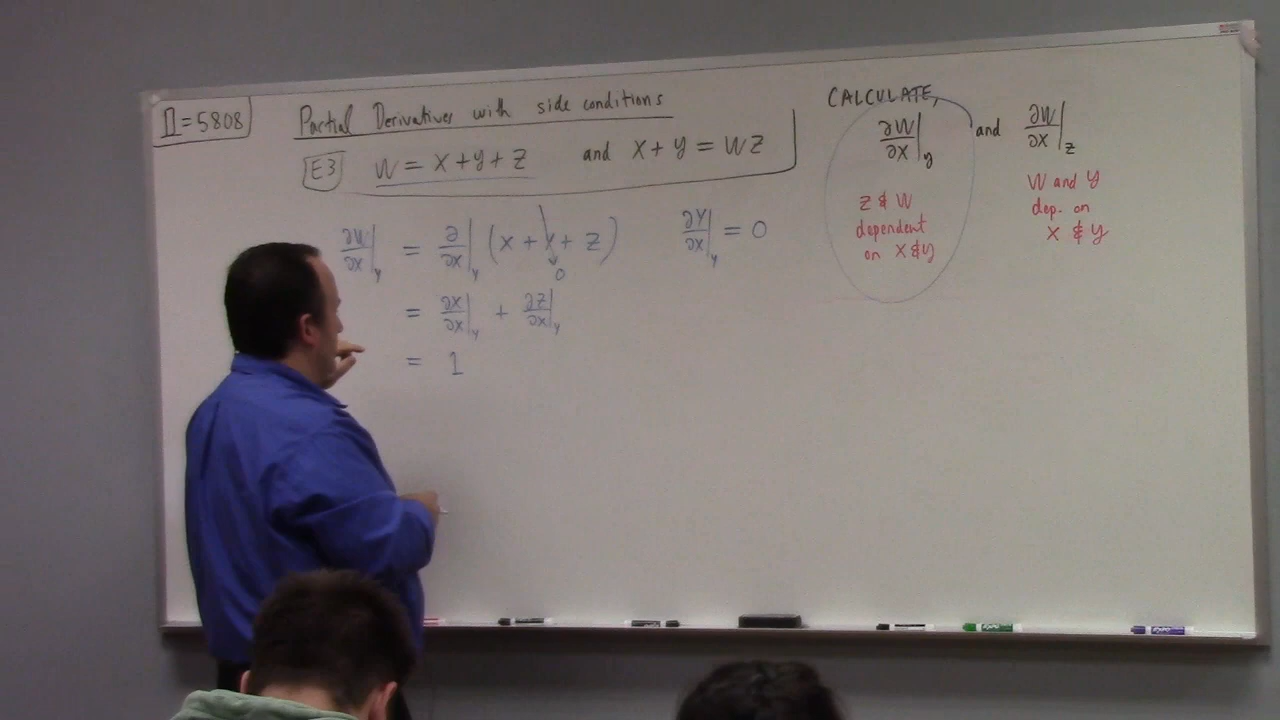 Π = 5808
Partial Derivatives with side conditions
E3 W = X + y + Z and X + y = WZ
CALCULATE,
∂W/∂X|y and ∂W/∂X|z
Z & W
dependent
on X & y
W and y
dep. on
X & y
∂W/∂X|y = ∂/∂X|y (X + y + Z) ∂y/∂X|y = 0
0
= ∂X/∂X|y + ∂Z/∂X|y
= 1